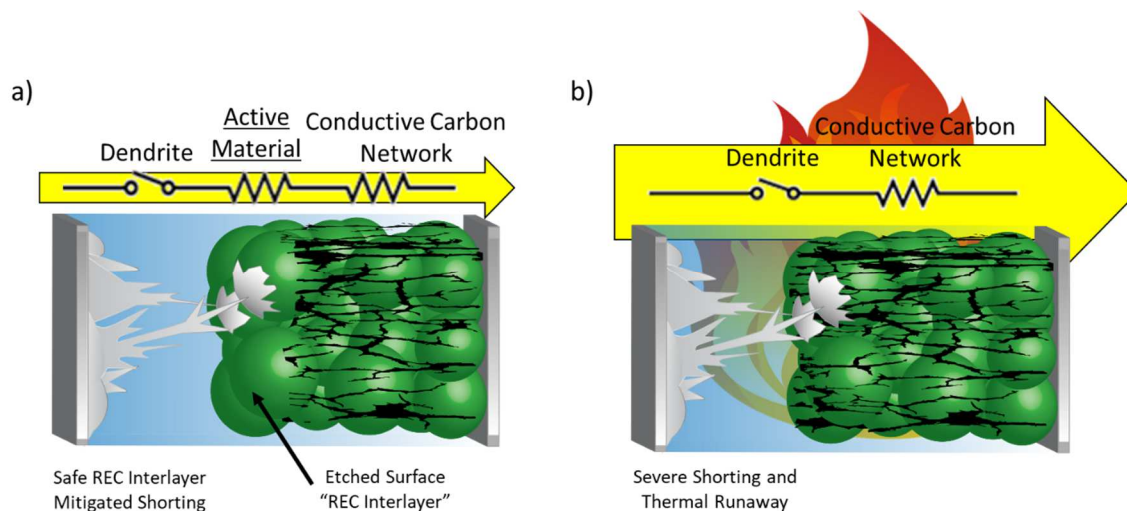 a)
Active
Material
Conductive Carbon
Network
Dendrite
Safe REC Interlayer
Mitigated Shorting
Etched Surface
“REC Interlayer”
b)
Conductive Carbon
Network
Dendrite
Severe Shorting and
Thermal Runaway